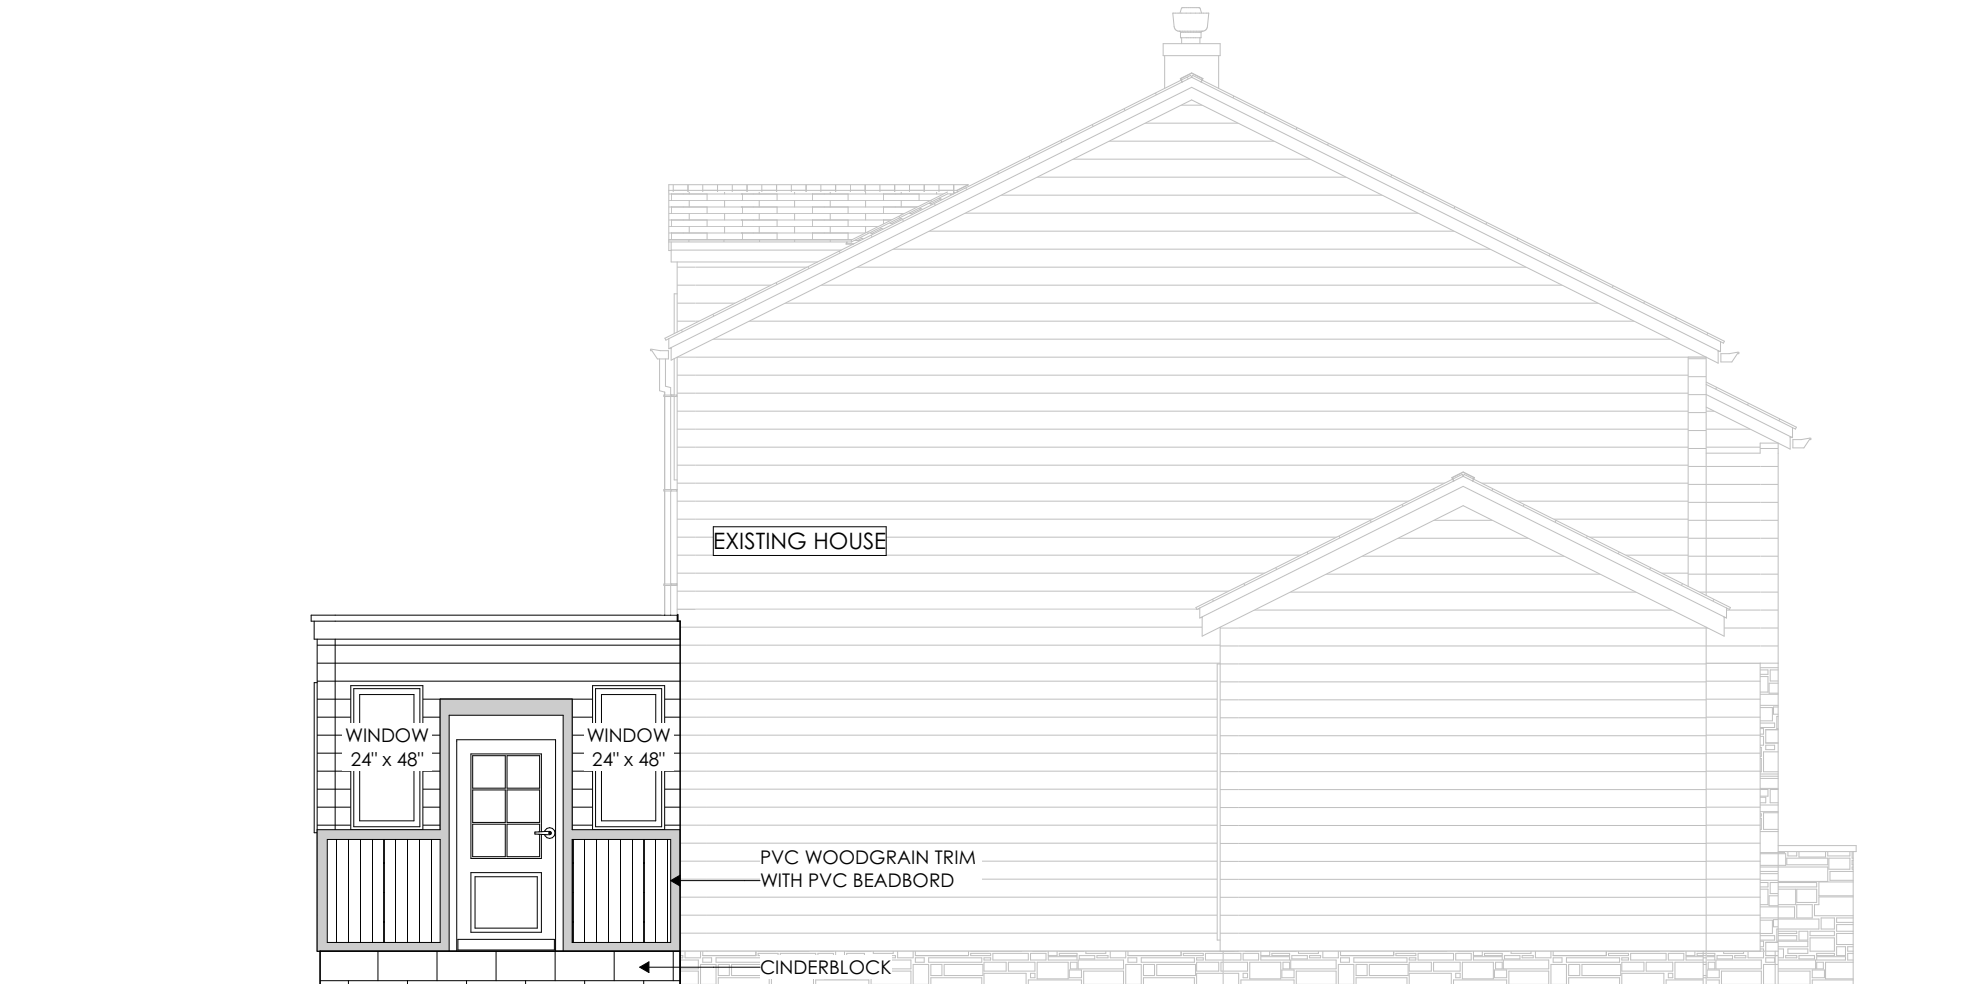 EXISTING HOUSE
WINDOW
24" x 48"
WINDOW
24" x 48"
PVC WOODGRAIN TRIM
WITH PVC BEADBORD
CINDERBLOCK